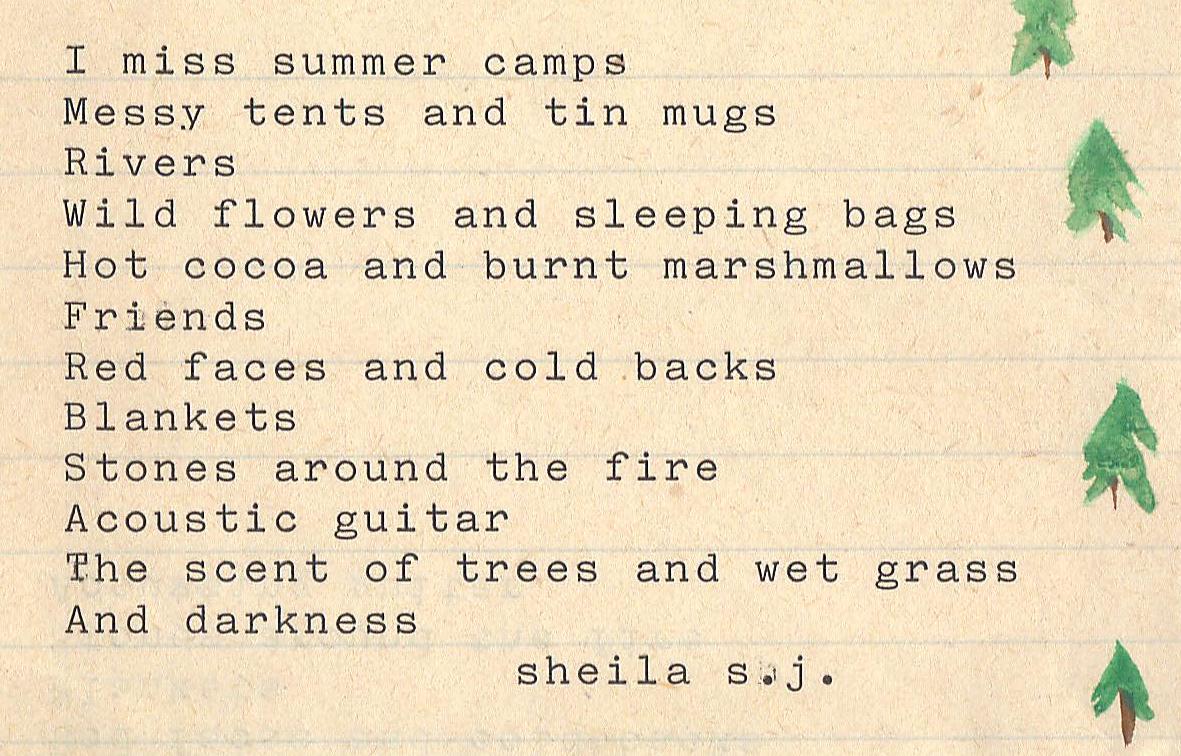 I miss summer camps
Messy tents and tin mugs
Rivers
Wild flowers and sleeping bags
Hot cocoa and burnt marshmallows
Friends
Red faces and cold backs
Blankets
Stones around the fire
Acoustic guitar
The scent of trees and wet grass
And darkness
sheila s.j.